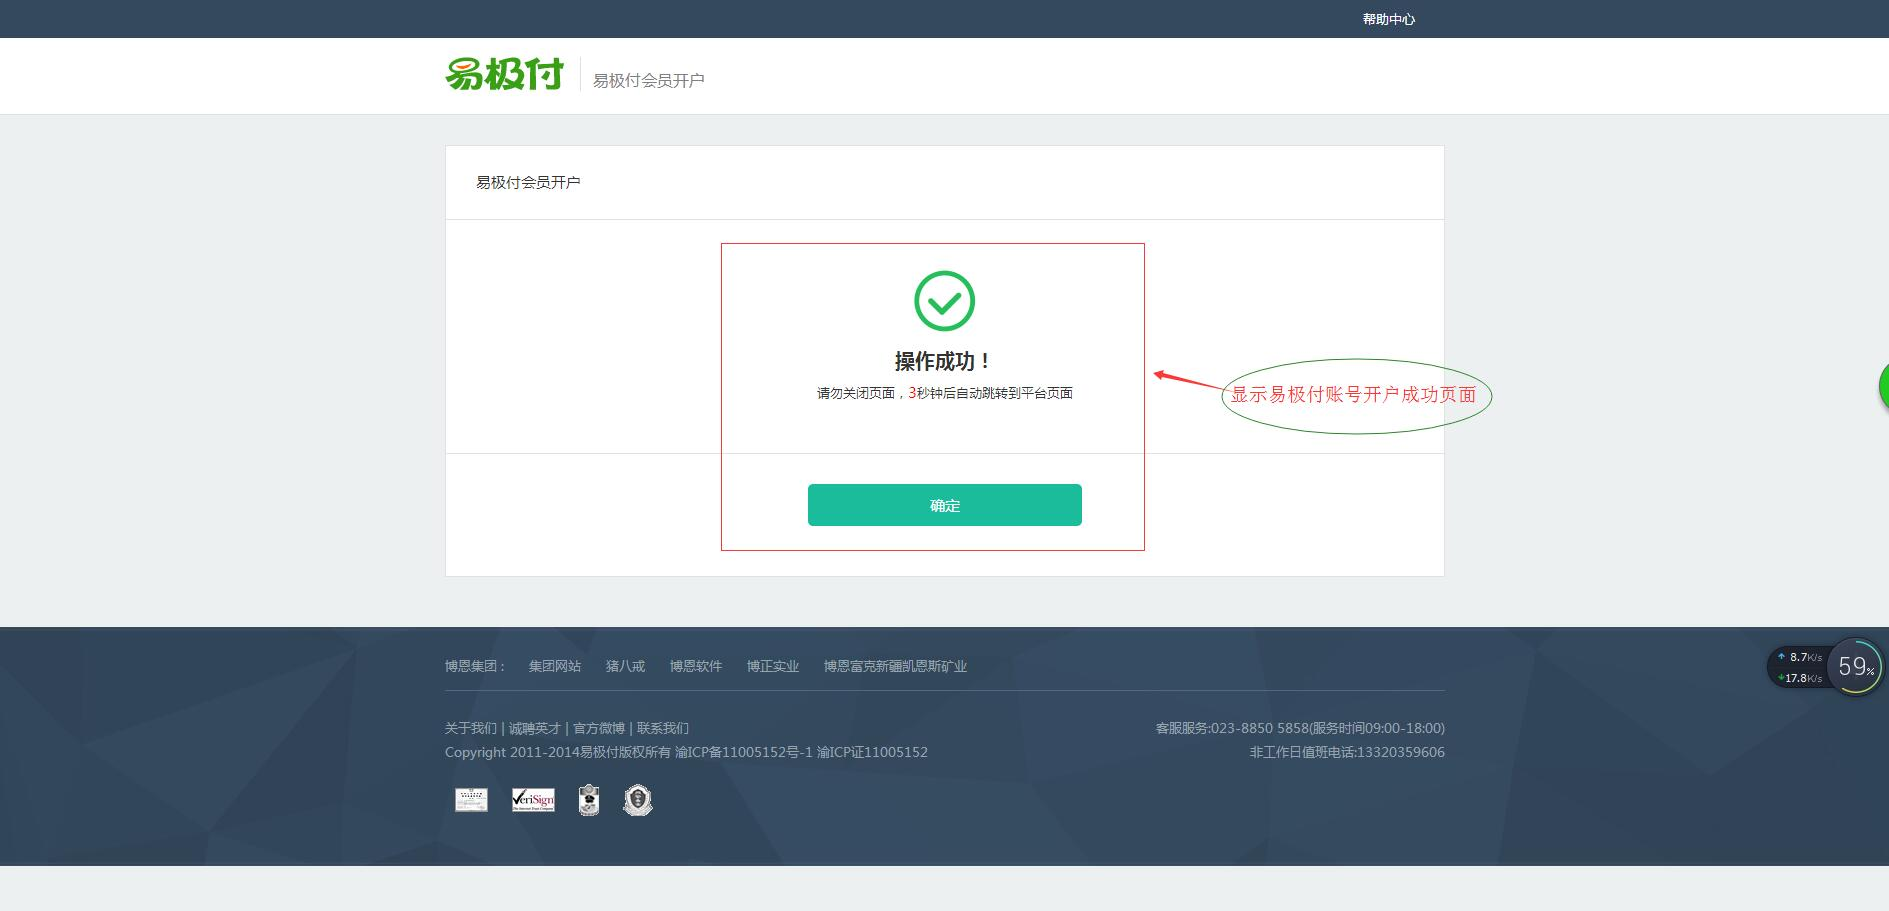 帮助中心
易极付 易极付会员开户
易极付会员开户
操作成功！
请勿关闭页面，3秒钟后自动跳转到平台页面
显示易极付账号开户成功页面
确定
博恩集团： 集团网站 猪八戒 博恩软件 博正实业 博恩富克新疆凯恩斯矿业
8.7K/s
59%
17.8K/s
关于我们 | 诚聘英才 | 官方微博 | 联系我们
客服服务:023-8850 5858(服务时间09:00-18:00)
Copyright 2011-2014易极付版权所有 渝ICP备11005152号-1 渝ICP证11005152
非工作日值班电话:13320359606
VeriSign